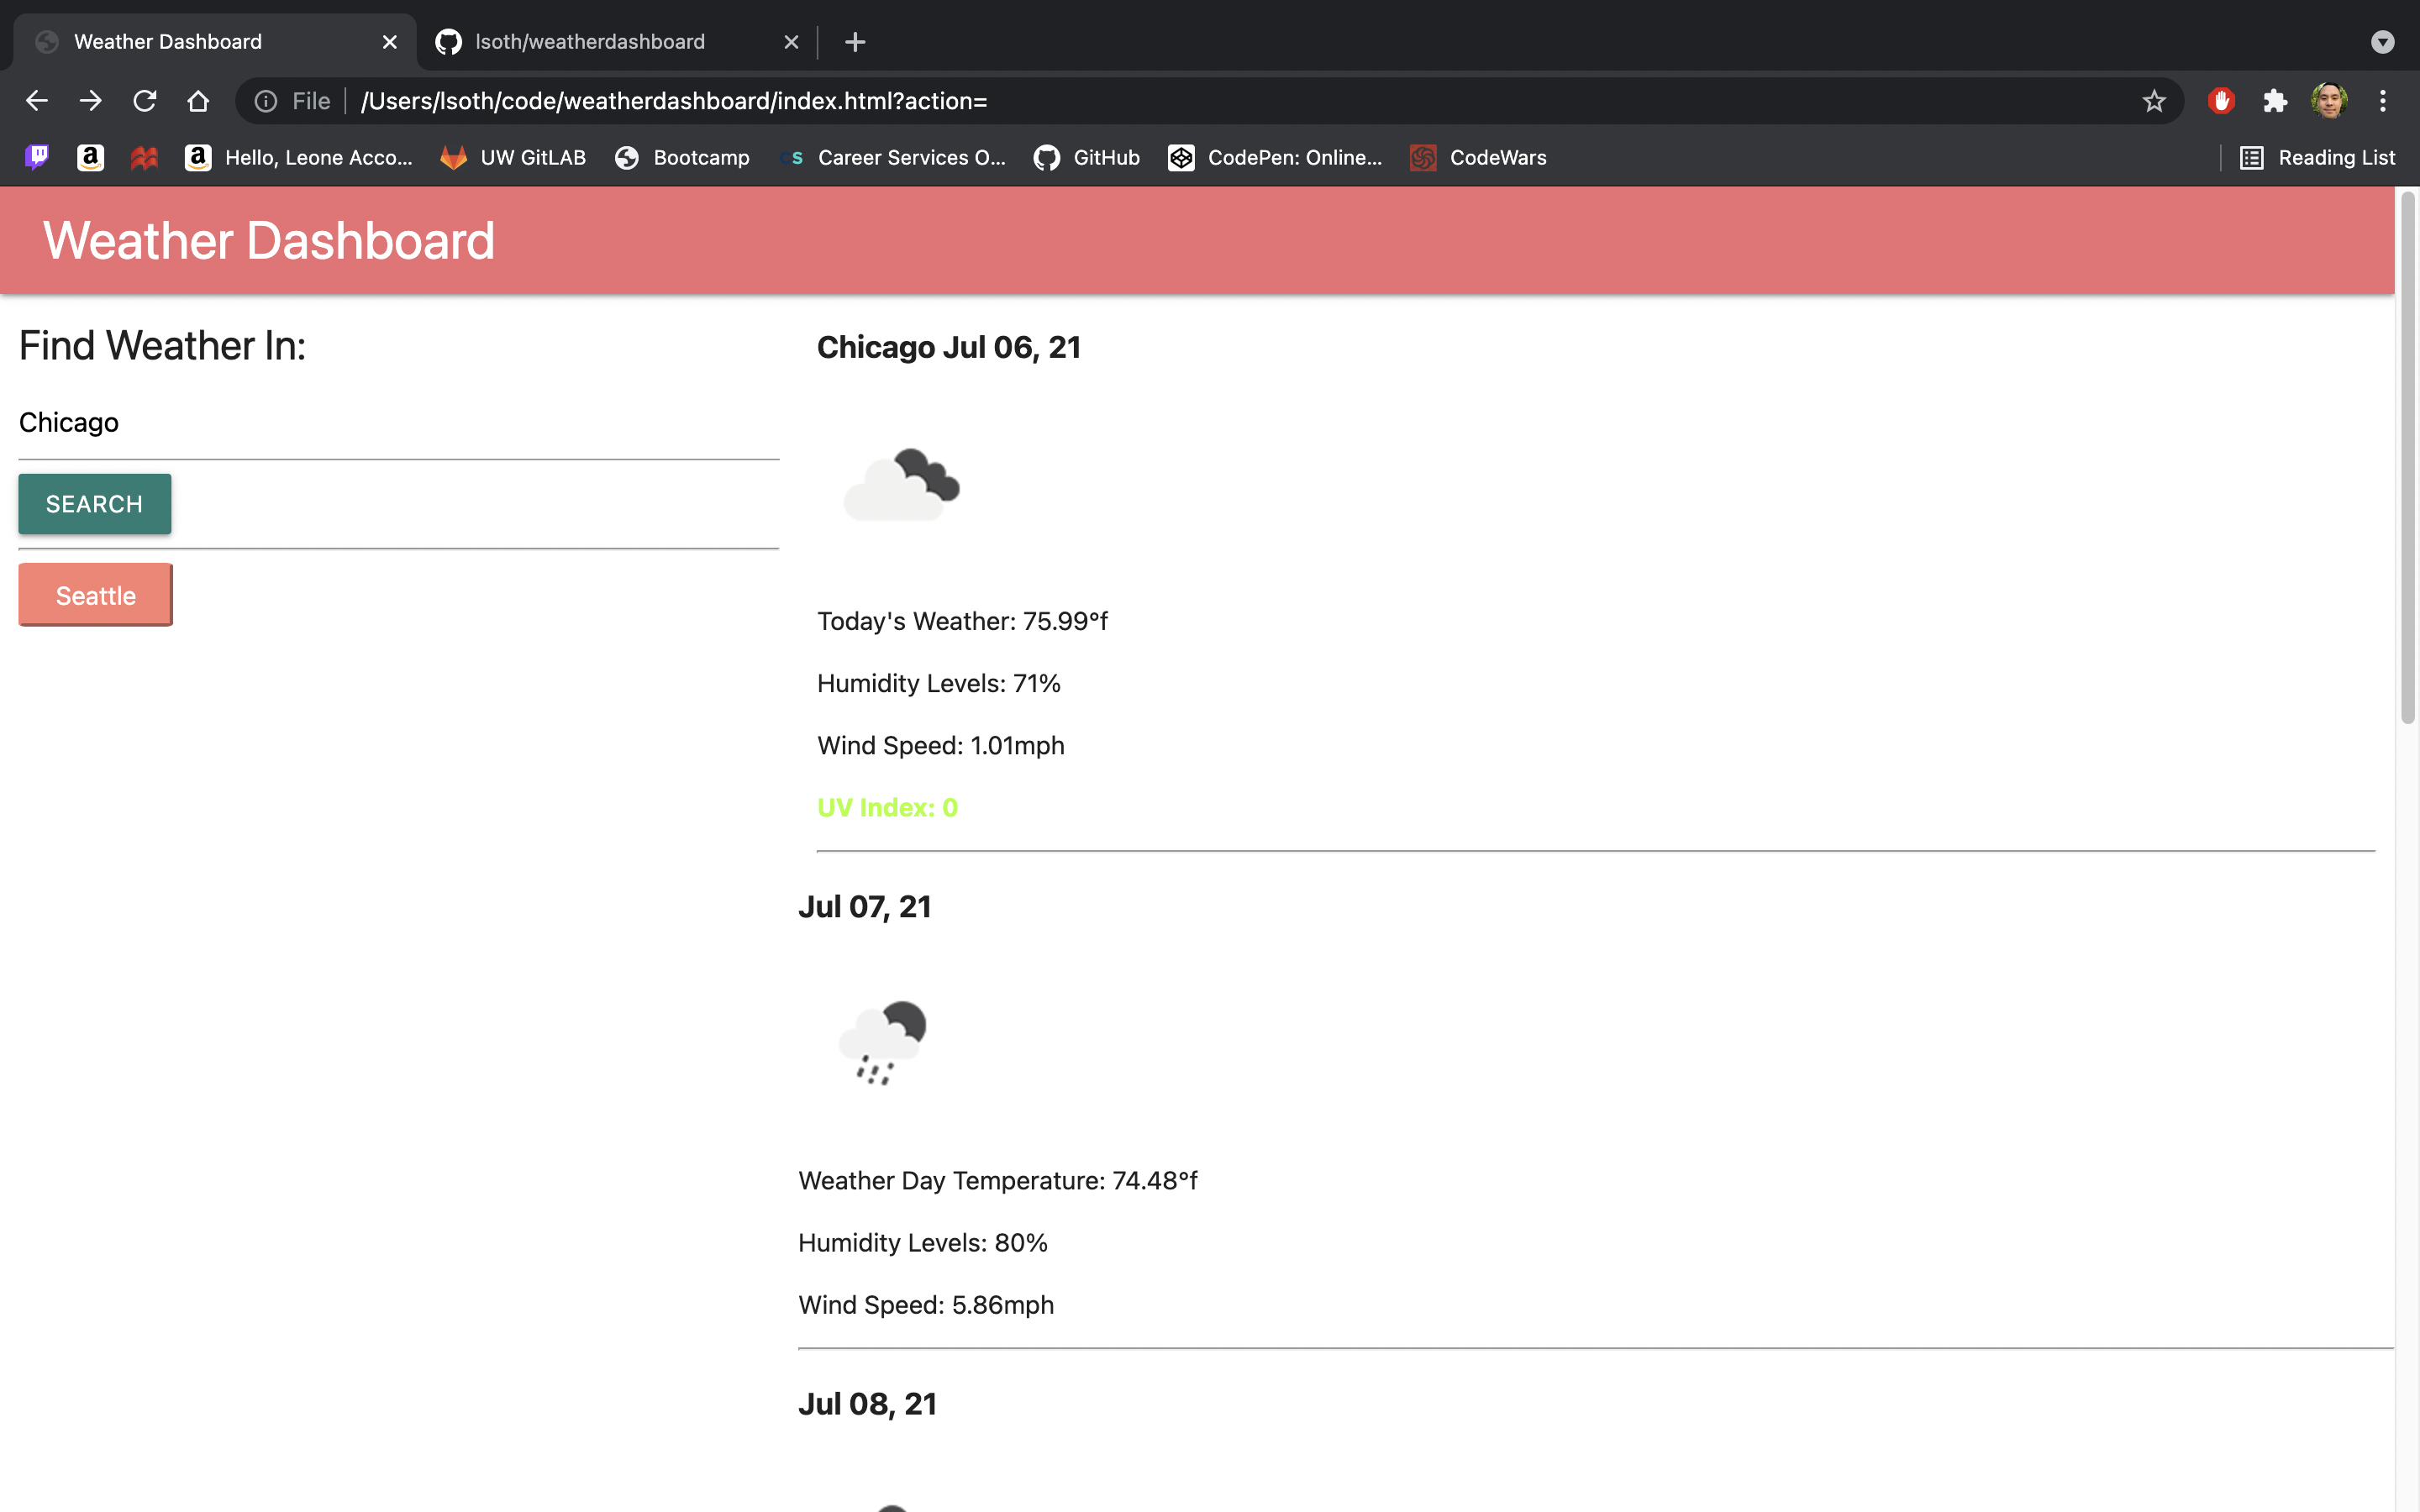 Weather Dashboard
lsoth/weatherdashboard
File
/Users/lsoth/code/weatherdashboard/index.html?action=
a
a Hello, Leone Acco...
UW GitLAB
Bootcamp
CS Career Services O...
GitHub
CodePen: Online...
CodeWars
Reading List
Weather Dashboard
Find Weather In:
Chicago
SEARCH
Seattle
Chicago Jul 06, 21
Today's Weather: 75.99°f
Humidity Levels: 71%
Wind Speed: 1.01mph
UV Index: 0
Jul 07, 21
Weather Day Temperature: 74.48°f
Humidity Levels: 80%
Wind Speed: 5.86mph
Jul 08, 21